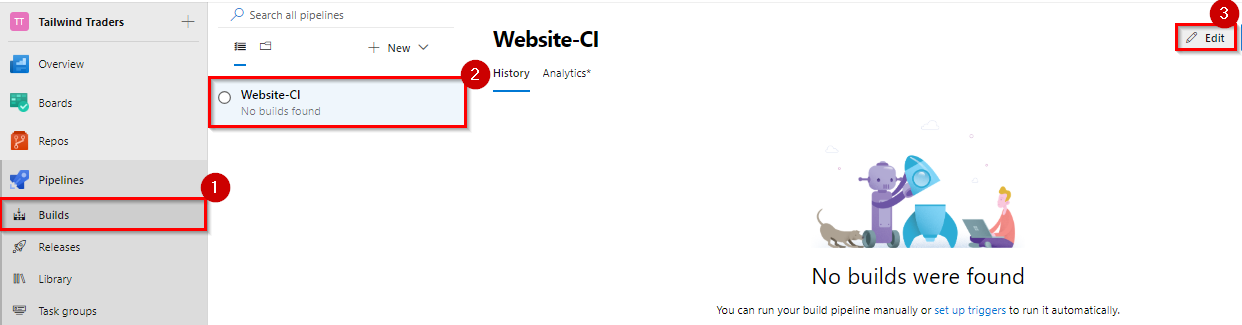 TT Tailwind Traders +
Overview
Boards
Repos
Pipelines
1
Builds
Releases
Library
Task groups
Search all pipelines
+ New
2
Website-CI
No builds found
Website-CI
3
Edit
History Analytics*
No builds were found
You can run your build pipeline manually or set up triggers to run it automatically.